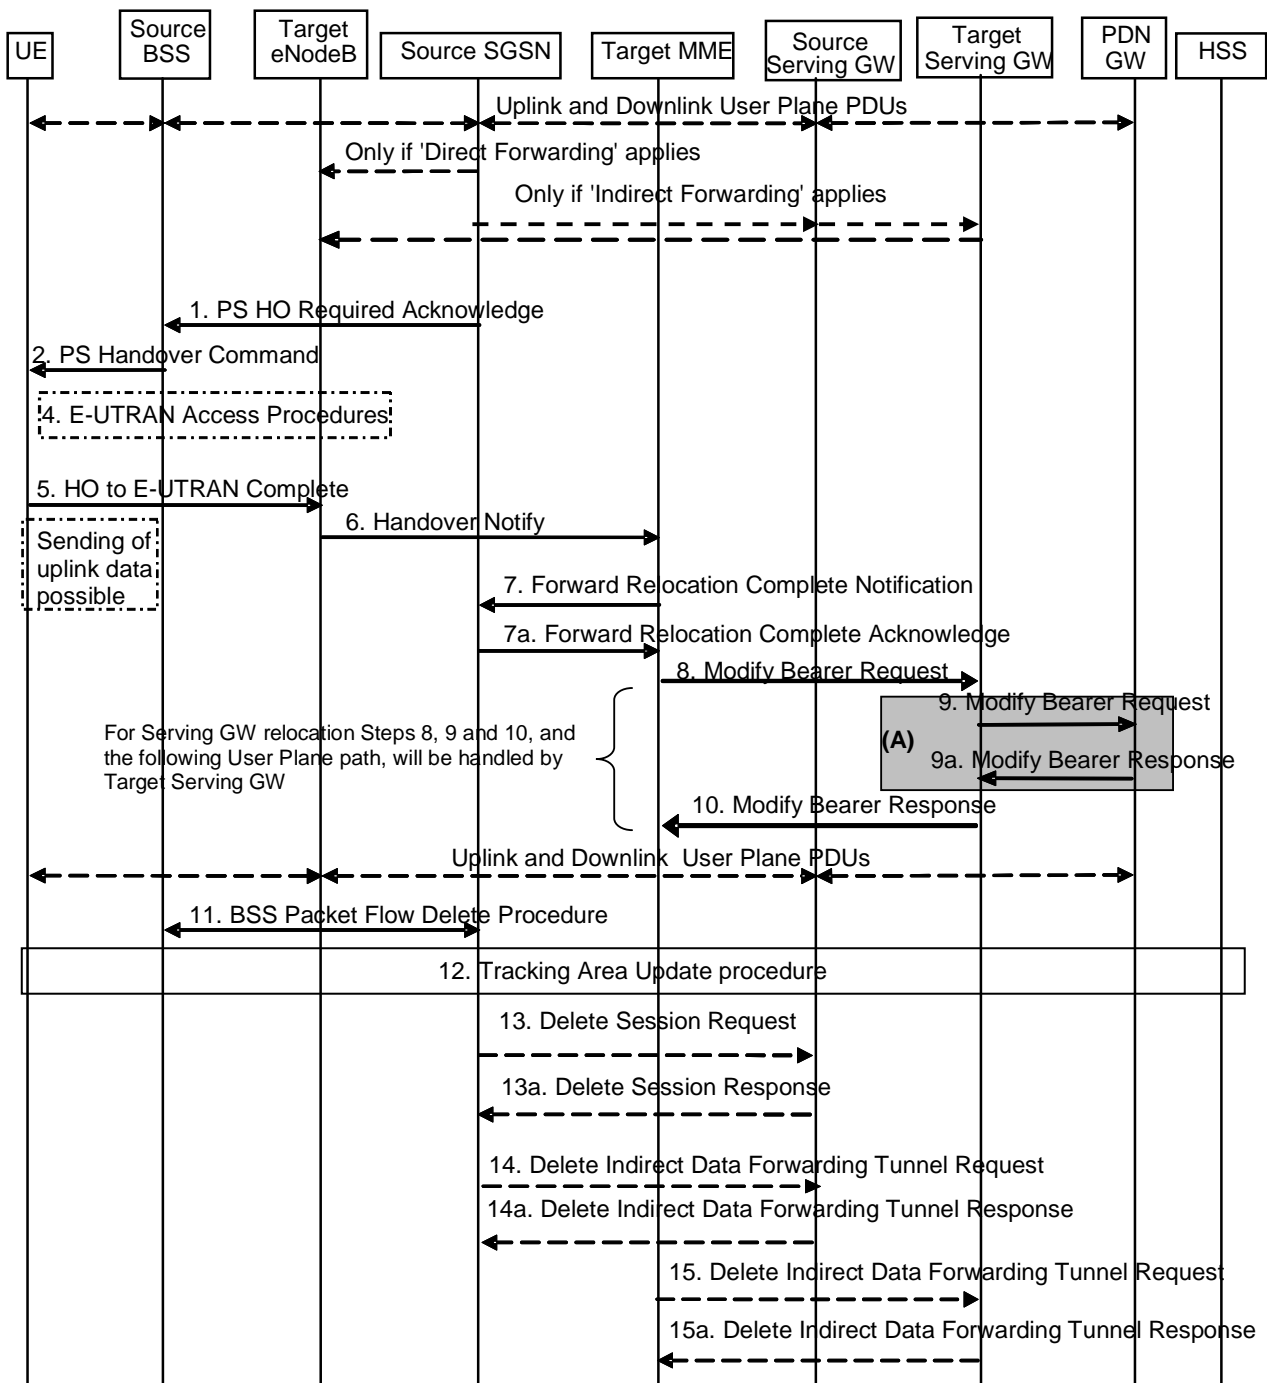 UE
Source
BSS
Target
eNodeB
Source SGSN
Target MME
Source
Serving GW
Target
Serving GW
PDN
GW
HSS
Uplink and Downlink User Plane PDUs
Only if 'Direct Forwarding' applies
Only if 'Indirect Forwarding' applies
1. PS HO Required Acknowledge
2. PS Handover Command
4. E-UTRAN Access Procedures
5. HO to E-UTRAN Complete
6. Handover Notify
Sending of
uplink data
possible
7. Forward Relocation Complete Notification
7a. Forward Relocation Complete Acknowledge
8. Modify Bearer Request
9. Modify Bearer Request
(A)
9a. Modify Bearer Response
For Serving GW relocation Steps 8, 9 and 10, and
the following User Plane path, will be handled by
Target Serving GW
10. Modify Bearer Response
Uplink and Downlink User Plane PDUs
11. BSS Packet Flow Delete Procedure
12. Tracking Area Update procedure
13. Delete Session Request
13a. Delete Session Response
14. Delete Indirect Data Forwarding Tunnel Request
14a. Delete Indirect Data Forwarding Tunnel Response
15. Delete Indirect Data Forwarding Tunnel Request
15a. Delete Indirect Data Forwarding Tunnel Response